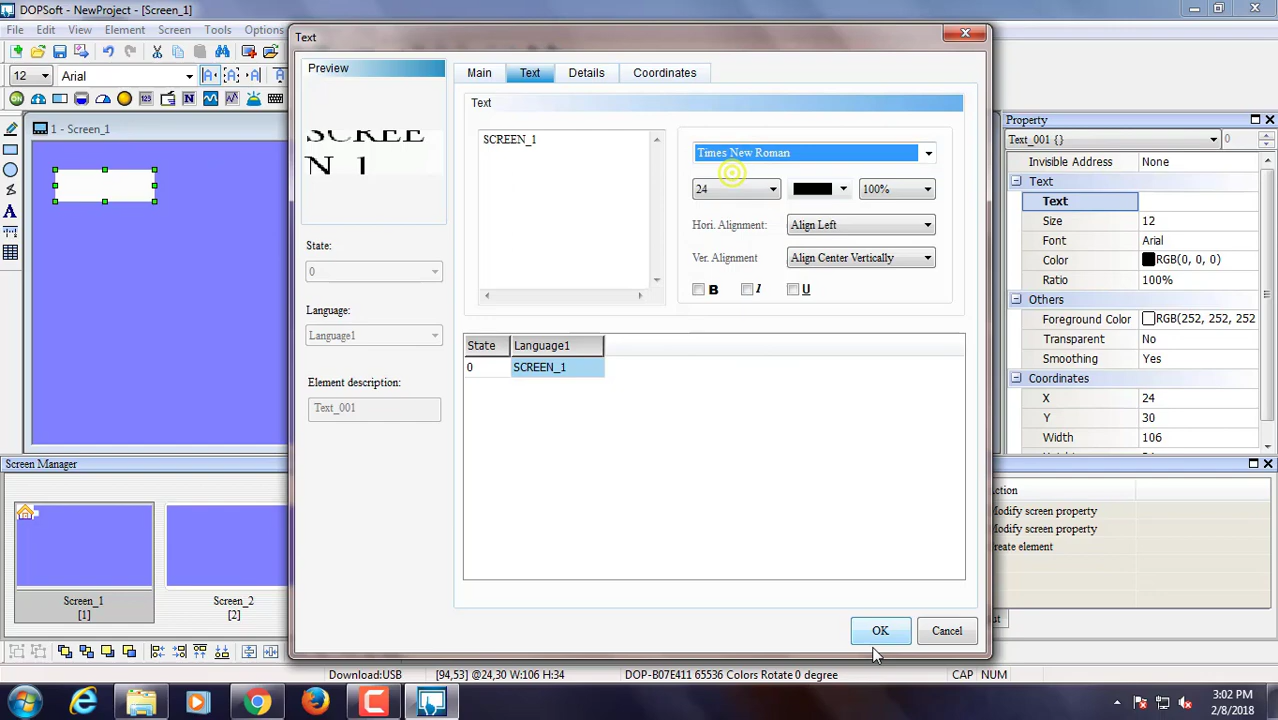 DOPSoft - NewProject - [Screen_1]
File Edit View Element Screen Tools Options
12 Arial
1 - Screen_1
Text
Preview
SCREE
N_1
State:
0
Language:
Language1
Element description:
Text_001
Main Text Details Coordinates
Text
SCREEN_1
Times New Roman
24 100%
Hori. Alignment: Align Left
Ver. Alignment Align Center Vertically
B I U
State Language1
0 SCREEN_1
OK Cancel
Property
Text_001 {} 0
Invisible Address None
Text
Text
Size 12
Font Arial
Color RGB(0, 0, 0)
Ratio 100%
Others
Foreground Color RGB(252, 252, 252
Transparent No
Smoothing Yes
Coordinates
X 24
Y 30
Width 106
Screen Manager
Screen_1
[1]
Screen_2
[2]
ction
Modify screen property
Modify screen property
reate element
Download:USB [94,53] @24,30 W:106 H:34 DOP-B07E411 65536 Colors Rotate 0 degree CAP NUM
3:02 PM
2/8/2018